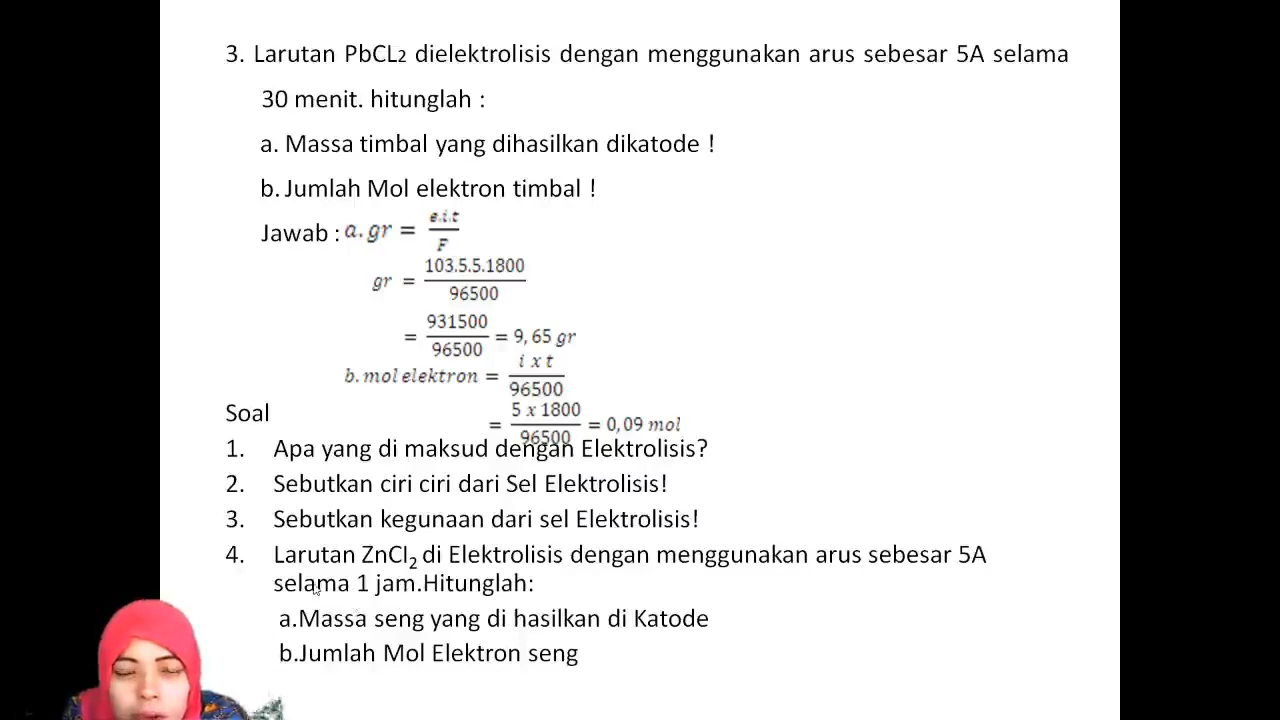 3. Larutan PbCL₂ dielektrolisis dengan menggunakan arus sebesar 5A selama
30 menit. hitunglah :
a. Massa timbal yang dihasilkan dikatode !
b. Jumlah Mol elektron timbal !
Jawab : a. gr = e.i.t / F
gr = 103.5.5.1800 / 96500
= 931500 / 96500 = 9,65 gr
b. mol elektron = i x t / 96500
= 5 x 1800 / 96500 = 0,09 mol
Soal
1. Apa yang di maksud dengan Elektrolisis?
2. Sebutkan ciri ciri dari Sel Elektrolisis!
3. Sebutkan kegunaan dari sel Elektrolisis!
4. Larutan ZnCI₂ di Elektrolisis dengan menggunakan arus sebesar 5A
selama 1 jam.Hitunglah:
a.Massa seng yang di hasilkan di Katode
b.Jumlah Mol Elektron seng